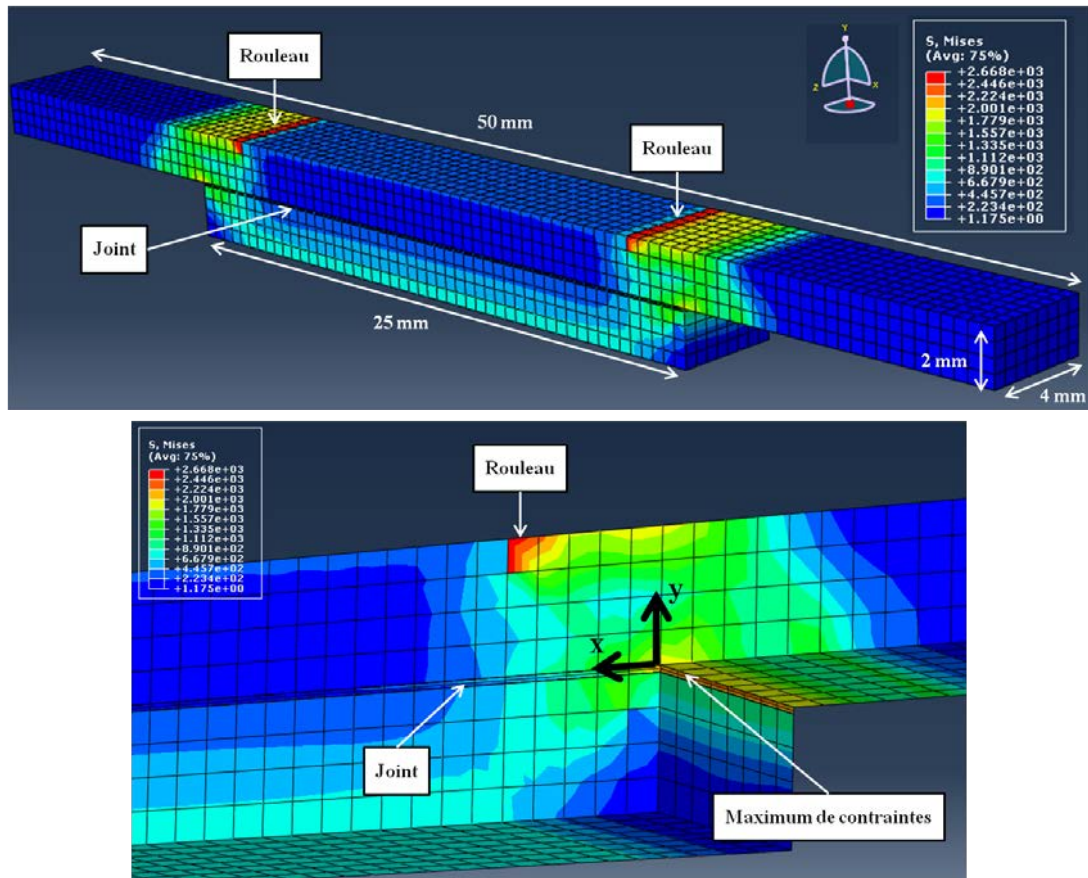 Rouleau
50 mm
Rouleau
Joint
25 mm
2 mm
4 mm
Y
Z
X
S, Mises
(Avg: 75%)
+2.668e+03
+2.446e+03
+2.224e+03
+2.001e+03
+1.779e+03
+1.557e+03
+1.335e+03
+1.112e+03
+8.901e+02
+6.679e+02
+4.457e+02
+2.234e+02
+1.175e+00
S, Mises
(Avg: 75%)
+2.668e+03
+2.446e+03
+2.224e+03
+2.001e+03
+1.779e+03
+1.557e+03
+1.335e+03
+1.112e+03
+8.901e+02
+6.679e+02
+4.457e+02
+2.234e+02
+1.175e+00
Rouleau
y
x
Joint
Maximum de contraintes